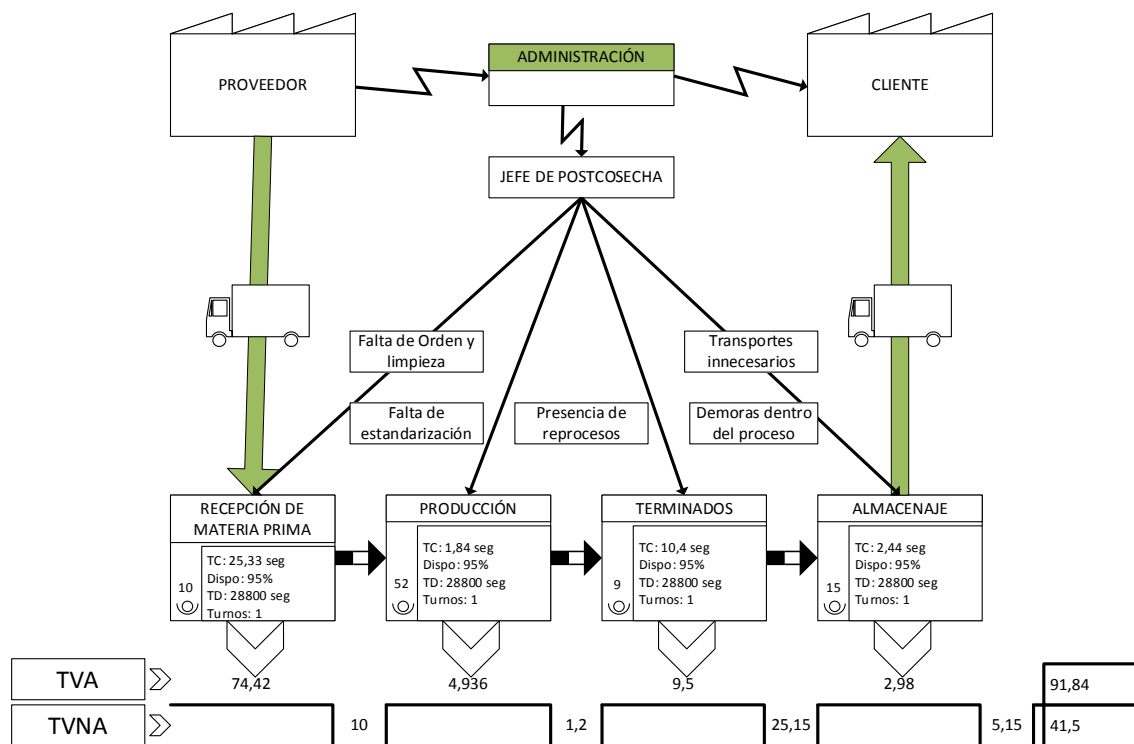 PROVEEDOR
ADMINISTRACIÓN
CLIENTE
JEFE DE POSTCOSECHA
Falta de Orden y
limpieza
Transportes
innecesarios
Falta de
estandarización
Presencia de
reprocesos
Demoras dentro
del proceso
RECEPCIÓN DE
MATERIA PRIMA
10
TC: 25,33 seg
Dispo: 95%
TD: 28800 seg
Turnos: 1
PRODUCCIÓN
52
TC: 1,84 seg
Dispo: 95%
TD: 28800 seg
Turnos: 1
TERMINADOS
9
TC: 10,4 seg
Dispo: 95%
TD: 28800 seg
Turnos: 1
ALMACENAJE
15
TC: 2,44 seg
Dispo: 95%
TD: 28800 seg
Turnos: 1
TVA
74,42
4,936
9,5
2,98
91,84
TVNA
10
1,2
25,15
5,15
41,5